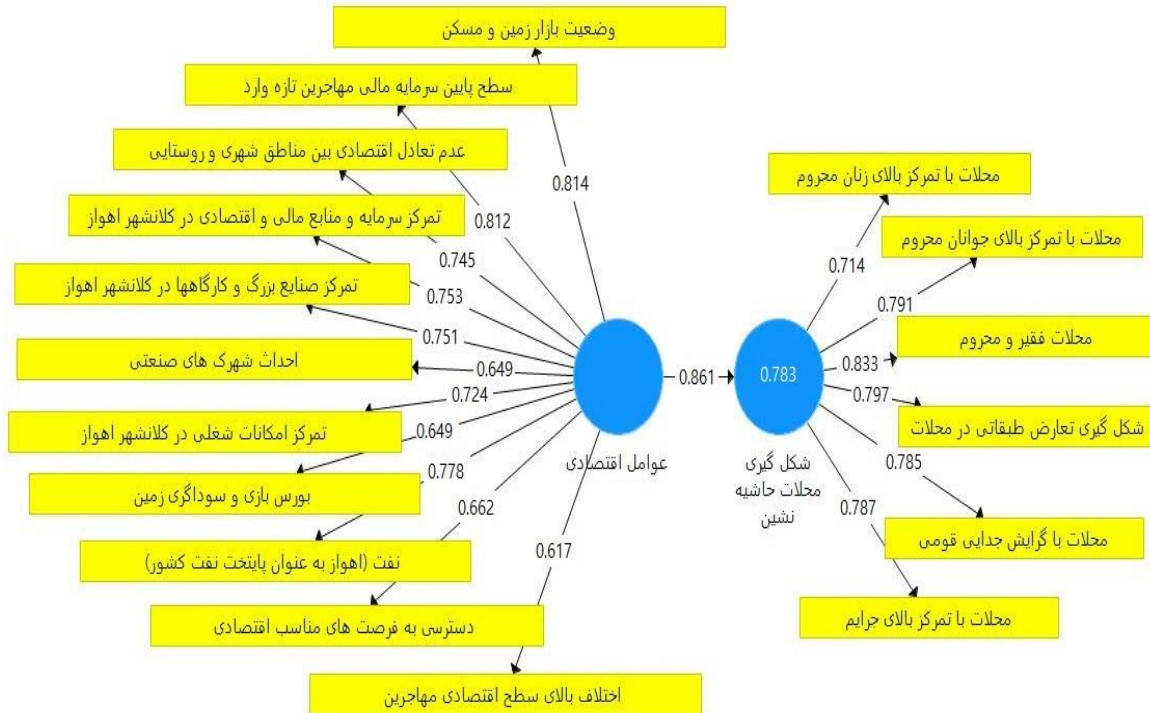 وضعیت بازار زمین و مسکن
سطح پایین سرمایه مالی مهاجرین تازه وارد
عدم تعادل اقتصادی بین مناطق شهری و روستایی
تمرکز سرمایه و منابع مالی و اقتصادی در کلانشهر اهواز
تمرکز صنایع بزرگ و کارگاهها در کلانشهر اهواز
احداث شهرک های صنعتی
تمرکز امکانات شغلی در کلانشهر اهواز
بورس بازی و سوداگری زمین
نفت (اهواز به عنوان پایتخت نفت کشور)
دسترسی به فرصت های مناسب اقتصادی
اختلاف بالای سطح اقتصادی مهاجرین
0.814
0.812
0.745
0.753
0.751
0.649
0.724
0.649
0.778
0.662
0.617
عوامل اقتصادی
0.861
0.783
شکل گیری
محلات حاشیه
نشین
0.714
0.791
0.833
0.797
0.785
0.787
محلات با تمرکز بالای زنان محروم
محلات با تمرکز بالای جوانان محروم
محلات فقیر و محروم
شکل گیری تعارض طبقاتی در محلات
محلات با گرایش جدایی قومی
محلات با تمرکز بالای جرایم